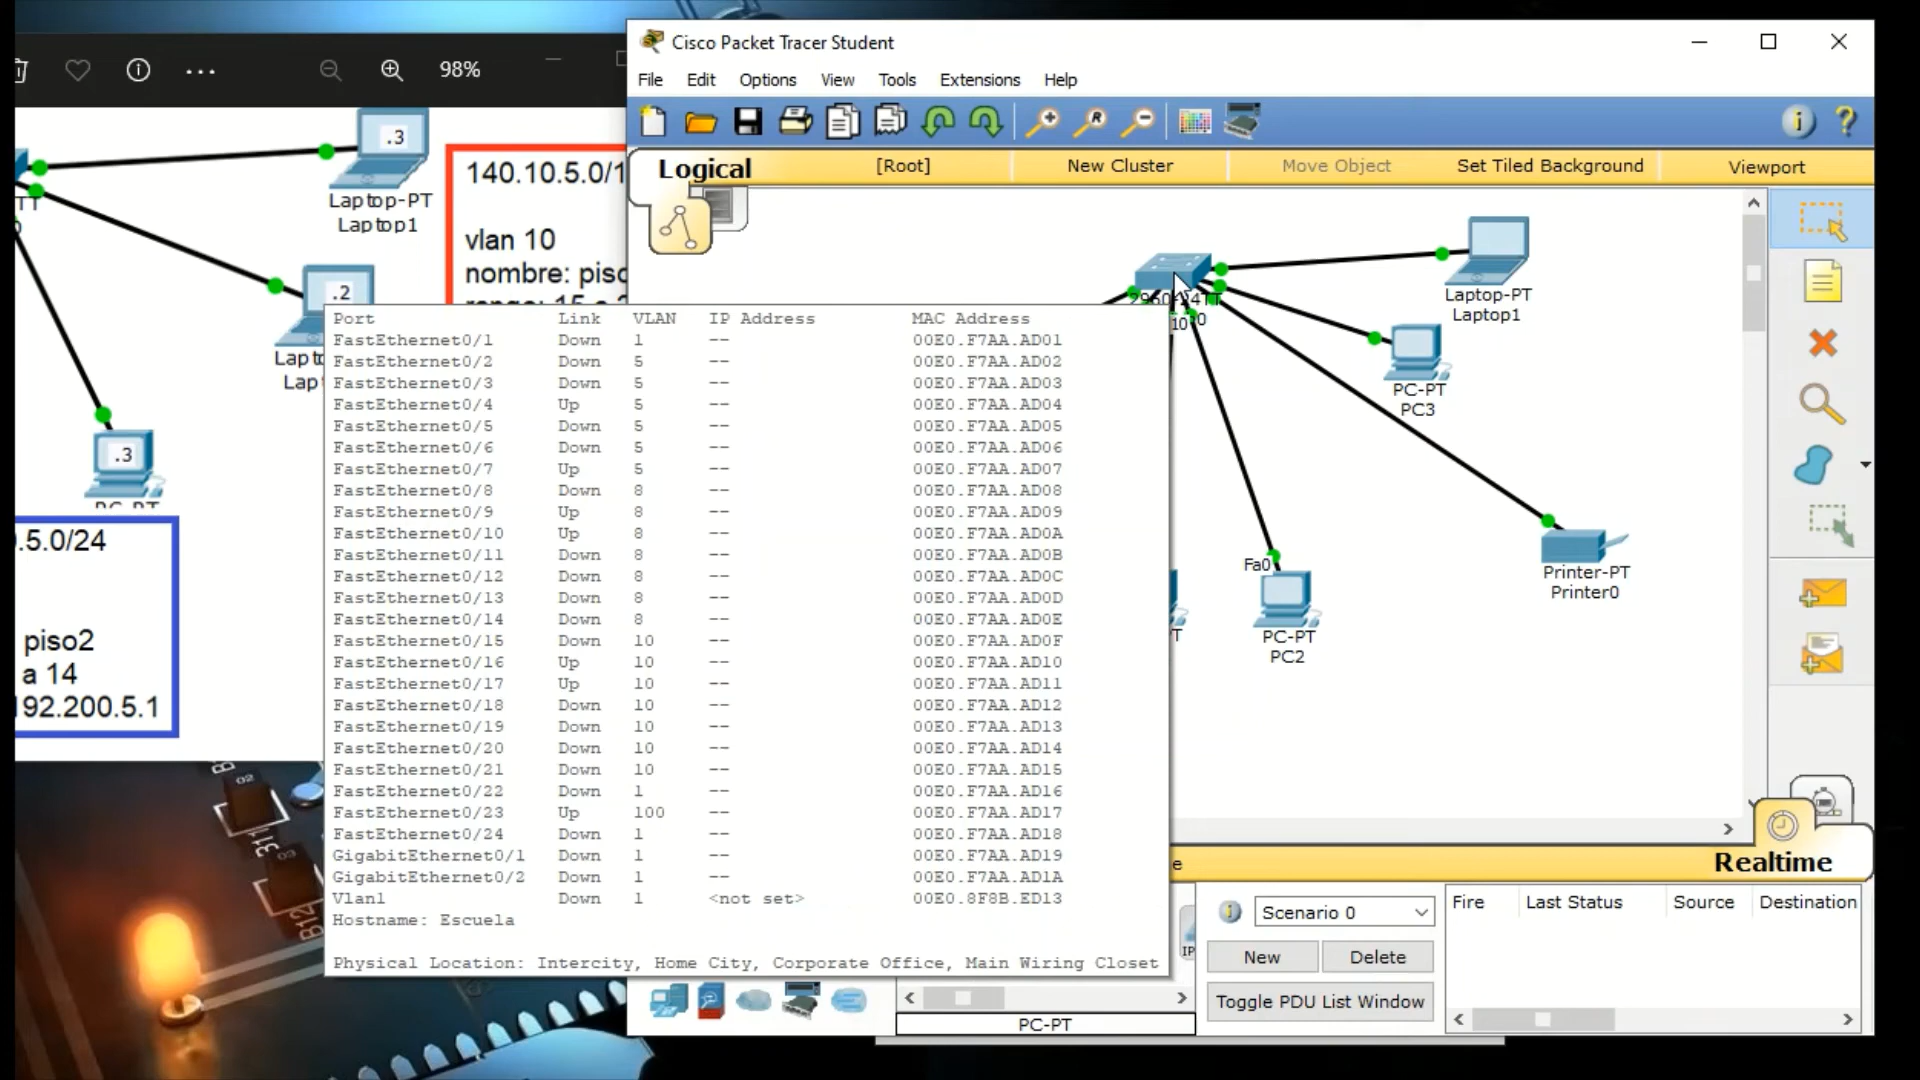 98%
Cisco Packet Tracer Student
File Edit Options View Tools Extensions Help
Logical [Root] New Cluster Move Object Set Tiled Background Viewport
.3
Laptop-PT
Laptop1
.2
.3
140.10.5.0/1
vlan 10
nombre: piso
.5.0/24
piso2
a 14
192.200.5.1
2960-24TT
Laptop-PT
Laptop1
PC-PT
PC3
Fa0
PC-PT
PC2
Printer-PT
Printer0
Port Link VLAN IP Address MAC Address
FastEthernet0/1 Down 1 -- 00E0.F7AA.AD01
FastEthernet0/2 Down 5 -- 00E0.F7AA.AD02
FastEthernet0/3 Down 5 -- 00E0.F7AA.AD03
FastEthernet0/4 Up 5 -- 00E0.F7AA.AD04
FastEthernet0/5 Down 5 -- 00E0.F7AA.AD05
FastEthernet0/6 Down 5 -- 00E0.F7AA.AD06
FastEthernet0/7 Up 5 -- 00E0.F7AA.AD07
FastEthernet0/8 Down 8 -- 00E0.F7AA.AD08
FastEthernet0/9 Up 8 -- 00E0.F7AA.AD09
FastEthernet0/10 Up 8 -- 00E0.F7AA.AD0A
FastEthernet0/11 Down 8 -- 00E0.F7AA.AD0B
FastEthernet0/12 Down 8 -- 00E0.F7AA.AD0C
FastEthernet0/13 Down 8 -- 00E0.F7AA.AD0D
FastEthernet0/14 Down 8 -- 00E0.F7AA.AD0E
FastEthernet0/15 Down 10 -- 00E0.F7AA.AD0F
FastEthernet0/16 Up 10 -- 00E0.F7AA.AD10
FastEthernet0/17 Up 10 -- 00E0.F7AA.AD11
FastEthernet0/18 Down 10 -- 00E0.F7AA.AD12
FastEthernet0/19 Down 10 -- 00E0.F7AA.AD13
FastEthernet0/20 Down 10 -- 00E0.F7AA.AD14
FastEthernet0/21 Down 10 -- 00E0.F7AA.AD15
FastEthernet0/22 Down 1 -- 00E0.F7AA.AD16
FastEthernet0/23 Up 100 -- 00E0.F7AA.AD17
FastEthernet0/24 Down 1 -- 00E0.F7AA.AD18
GigabitEthernet0/1 Down 1 -- 00E0.F7AA.AD19
GigabitEthernet0/2 Down 1 -- 00E0.F7AA.AD1A
Vlan1 Down 1 <not set> 00E0.8F8B.ED13
Hostname: Escuela
Physical Location: Intercity, Home City, Corporate Office, Main Wiring Closet
Realtime
Scenario 0
New Delete
Toggle PDU List Window
Fire Last Status Source Destination
PC-PT